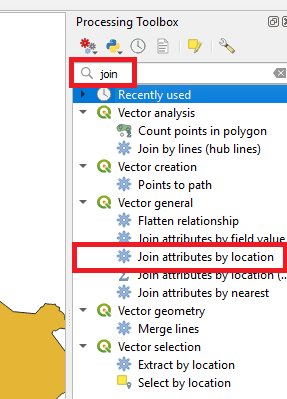 Processing Toolbox
join
Recently used
Vector analysis
Count points in polygon
Join by lines (hub lines)
Vector creation
Points to path
Vector general
Flatten relationship
Join attributes by field value
Join attributes by location
Join attributes by location (...
Join attributes by nearest
Vector geometry
Merge lines
Vector selection
Extract by location
Select by location